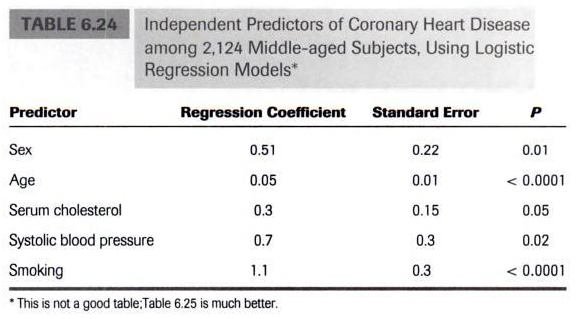 TABLE 6.24
Independent Predictors of Coronary Heart Disease
among 2,124 Middle-aged Subjects, Using Logistic
Regression Models*
Predictor Regression Coefficient Standard Error P
Sex 0.51 0.22 0.01
Age 0.05 0.01 < 0.0001
Serum cholesterol 0.3 0.15 0.05
Systolic blood pressure 0.7 0.3 0.02
Smoking 1.1 0.3 < 0.0001
* This is not a good table;Table 6.25 is much better.